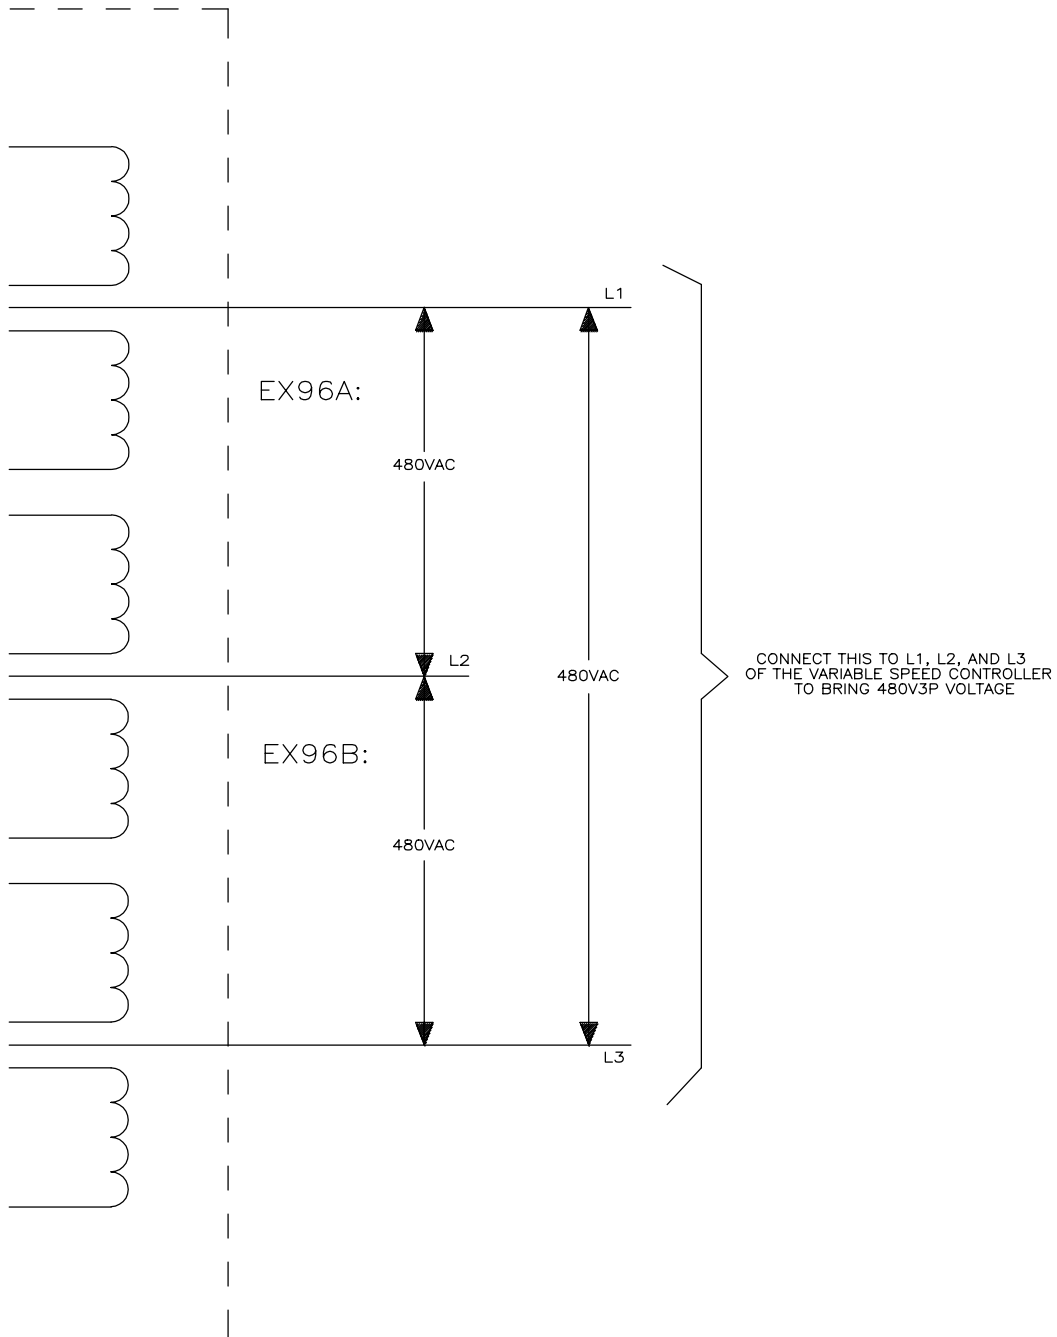 L1
EX96A:
480VAC
L2
480VAC
CONNECT THIS TO L1, L2, AND L3
OF THE VARIABLE SPEED CONTROLLER
TO BRING 480V3P VOLTAGE
EX96B:
480VAC
L3